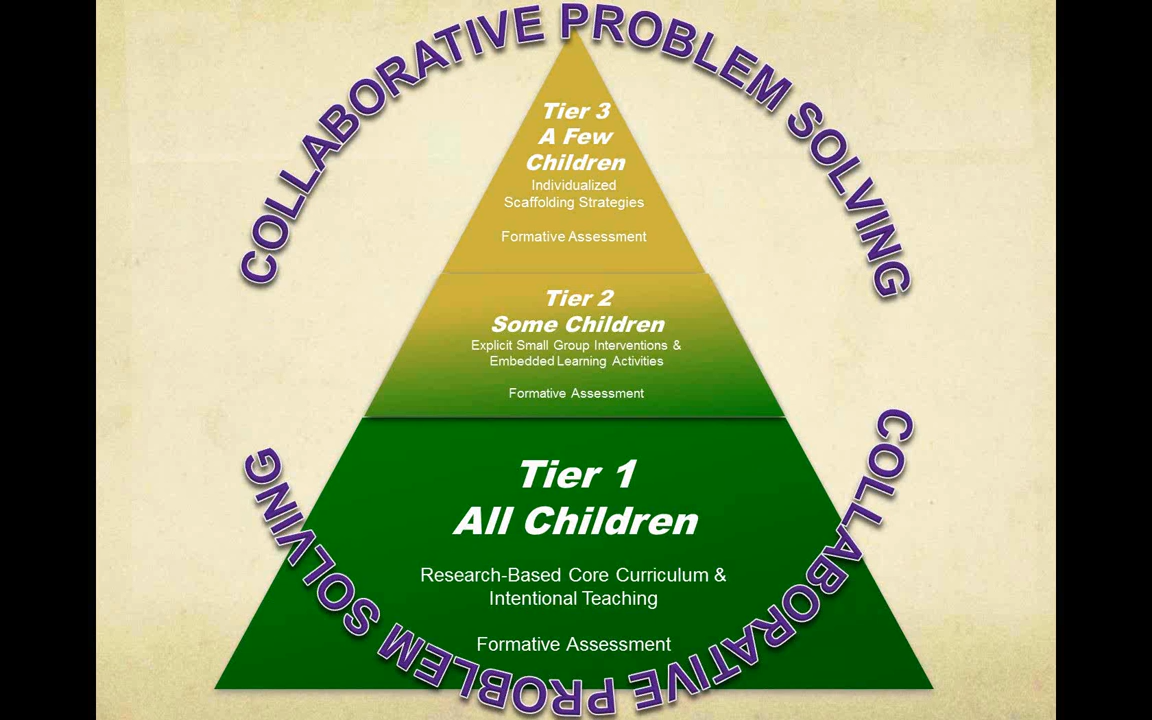 COLLABORATIVE PROBLEM SOLVING
Tier 3
A Few
Children
Individualized
Scaffolding Strategies
Formative Assessment
Tier 2
Some Children
Explicit Small Group Interventions &
Embedded Learning Activities
Formative Assessment
Tier 1
All Children
Research-Based Core Curriculum &
Intentional Teaching
Formative Assessment
COLLABORATIVE PROBLEM SOLVING